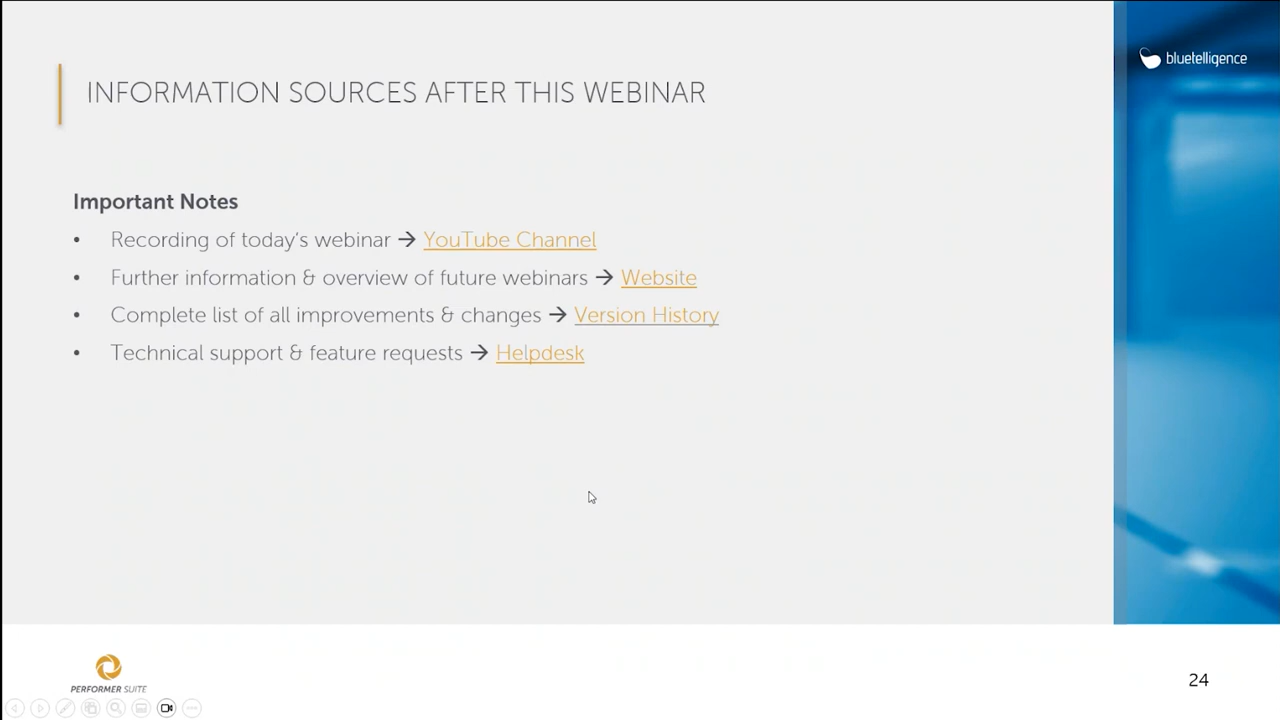 bluetelligence
INFORMATION SOURCES AFTER THIS WEBINAR
Important Notes
• Recording of today's webinar → YouTube Channel
• Further information & overview of future webinars → Website
• Complete list of all improvements & changes → Version History
• Technical support & feature requests → Helpdesk
PERFORMER SUITE
24